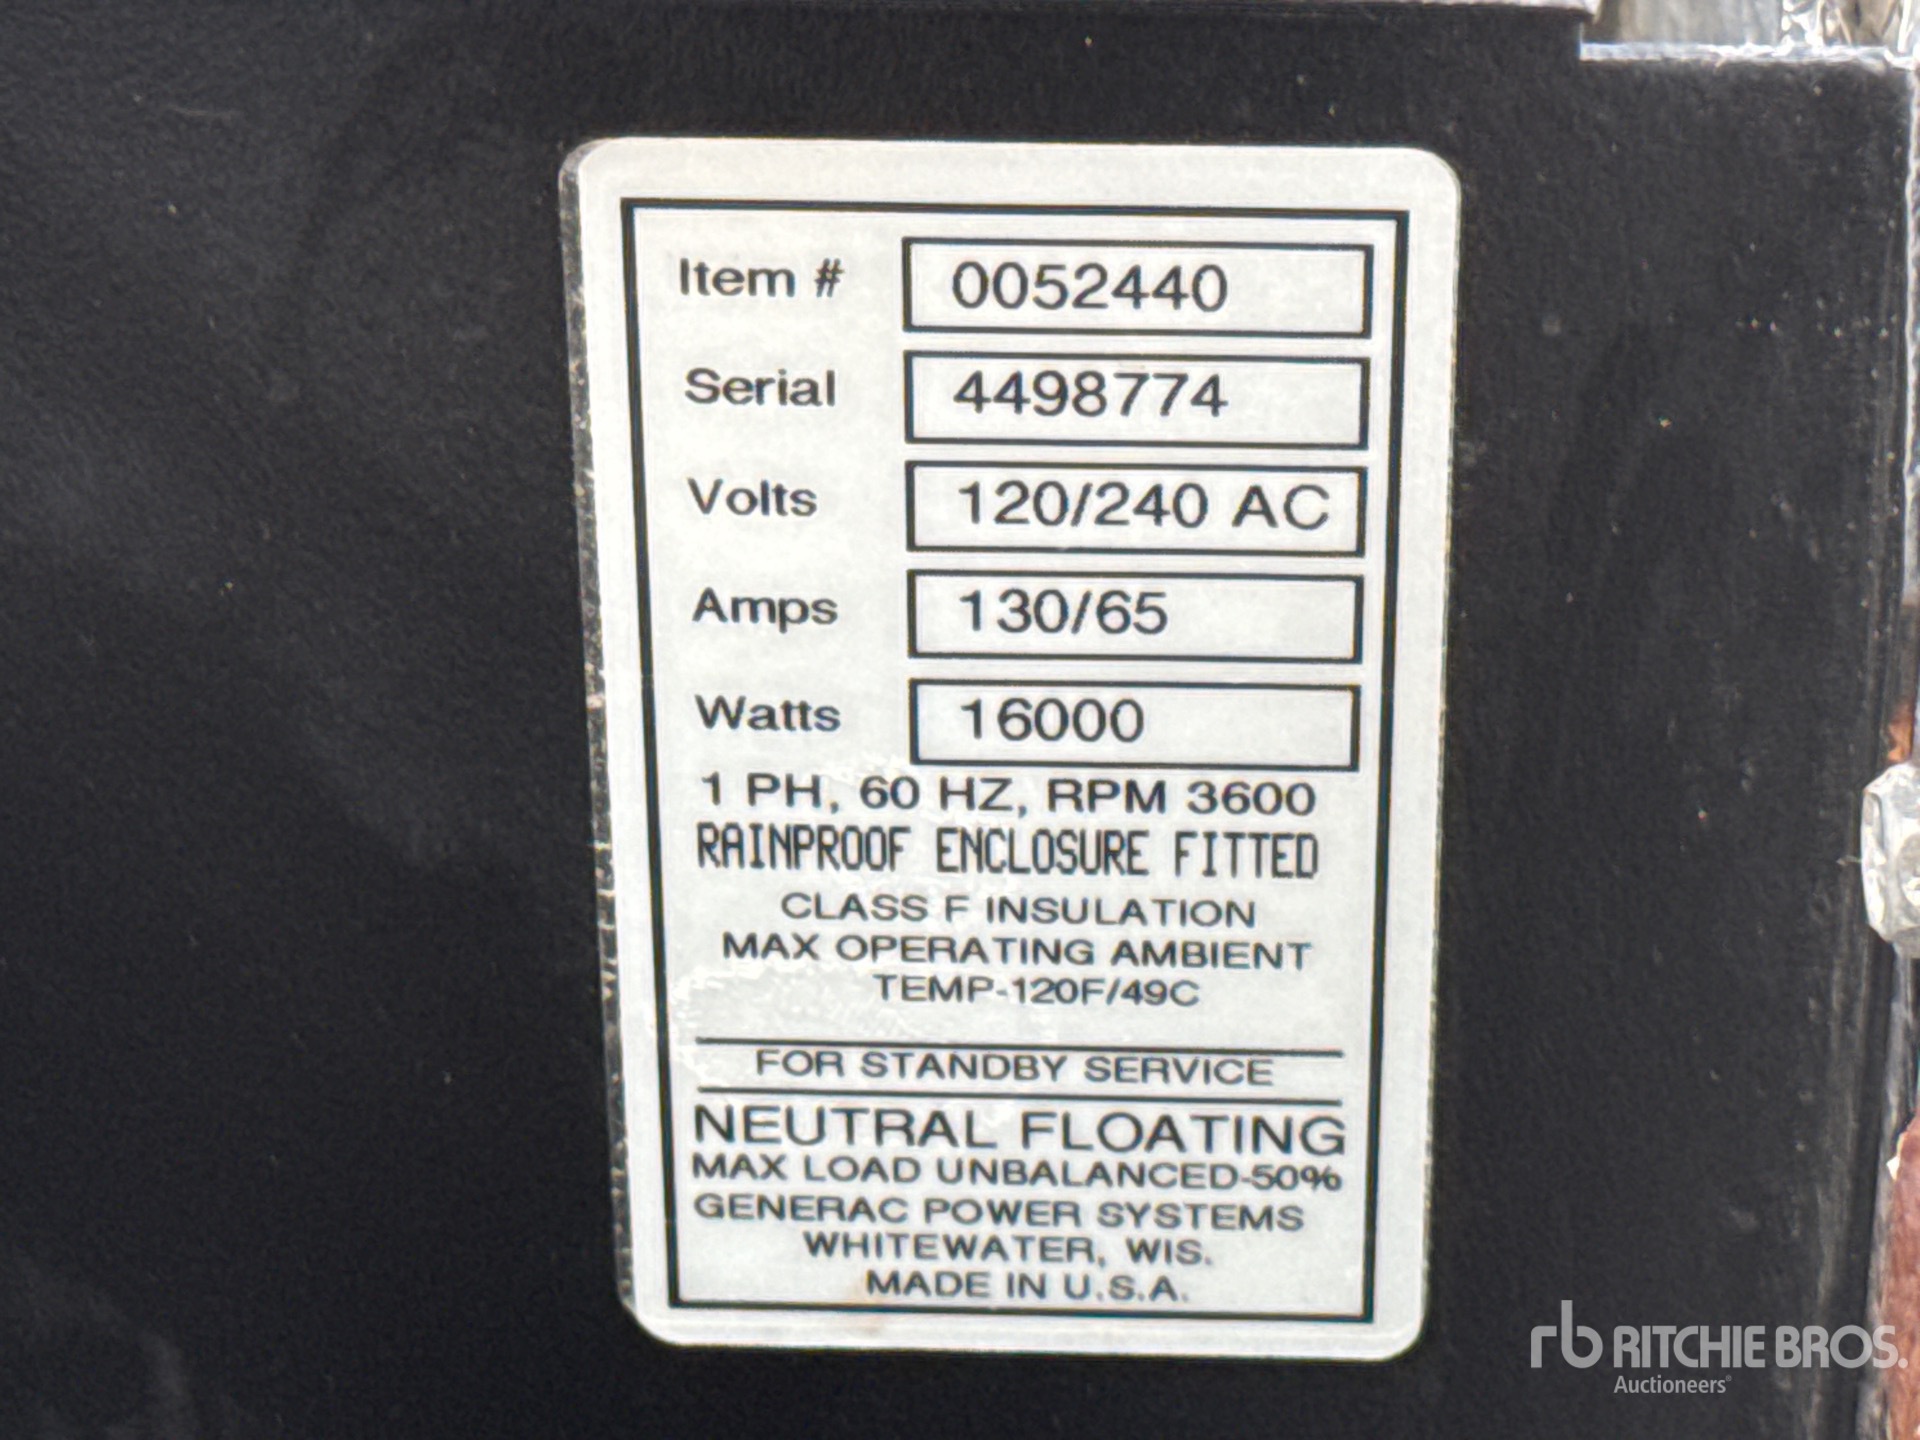 Item # 0052440
Serial 4498774
Volts 120/240 AC
Amps 130/65
Watts 16000
1 PH, 60 HZ, RPM 3600
RAINPROOF ENCLOSURE FITTED
CLASS F INSULATION
MAX OPERATING AMBIENT
TEMP-120F/49C
FOR STANDBY SERVICE
NEUTRAL FLOATING
MAX LOAD UNBALANCED-50%
GENERAC POWER SYSTEMS
WHITEWATER, WIS.
MADE IN U.S.A.
rb RITCHIE BROS.
Auctioneers®